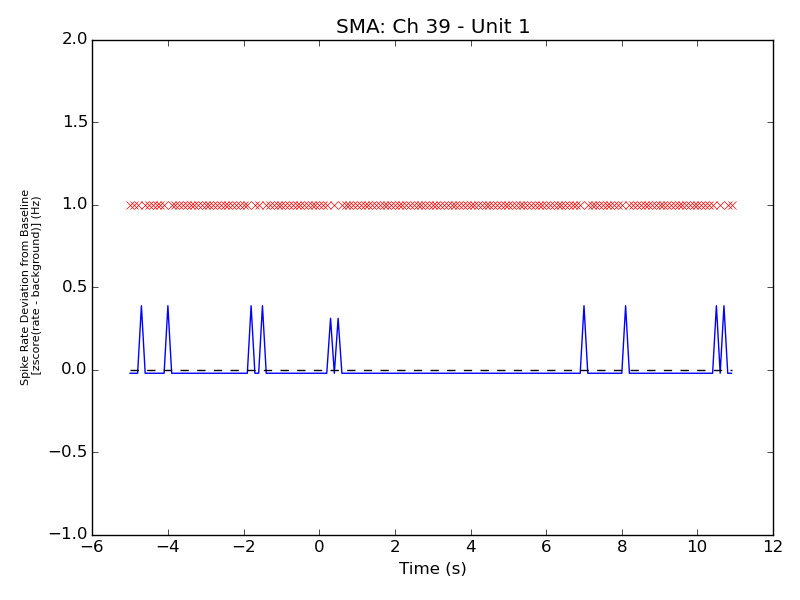 SMA: Ch 39 - Unit 1
2.0
1.5
1.0
0.5
0.0
−0.5
−1.0
Spike Rate Deviation from Baseline
[zscore(rate - background)] (Hz)
−6 −4 −2 0 2 4 6 8 10 12
Time (s)